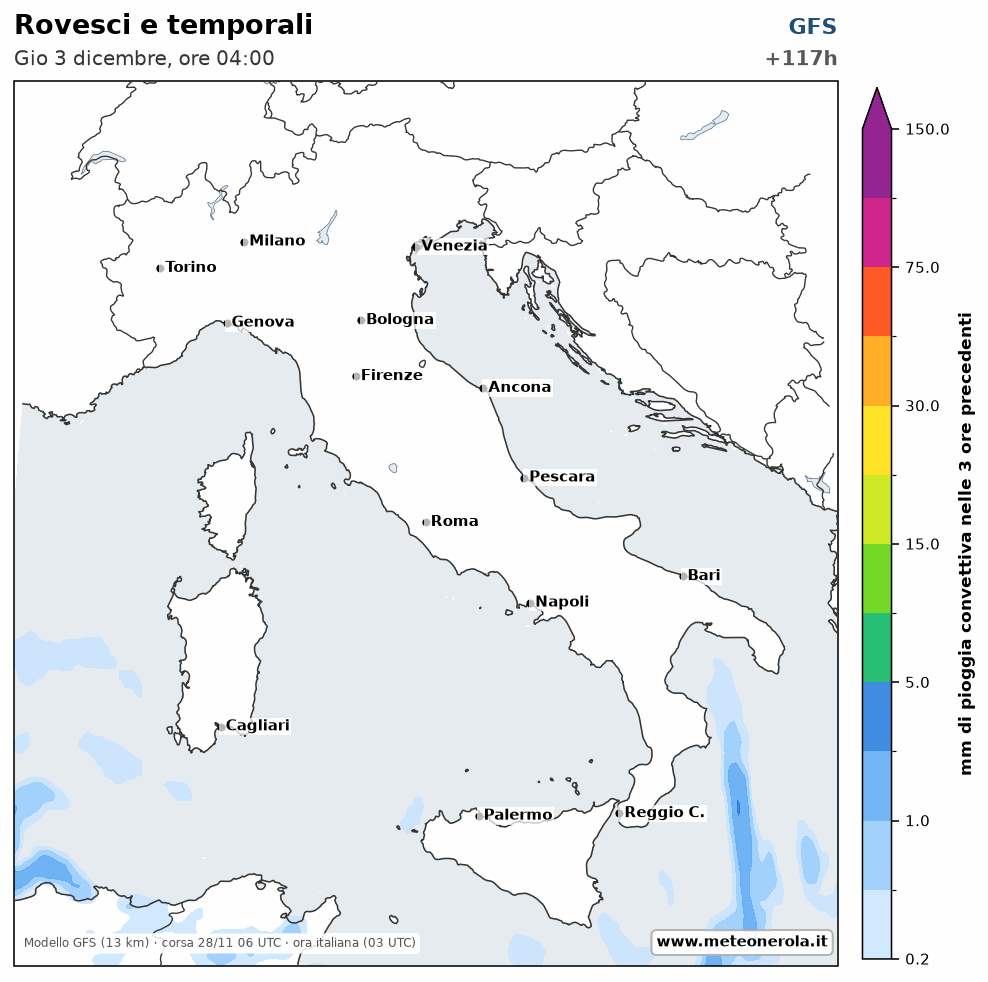 Rovesci e temporali
GFS
Gio 3 dicembre, ore 04:00
+117h
150.0
75.0
30.0
15.0
5.0
1.0
0.2
mm di pioggia convettiva nelle 3 ore precedenti
Milano
Venezia
Torino
Genova
Bologna
Firenze
Ancona
Pescara
Roma
Bari
Napoli
Cagliari
Palermo
Reggio C.
Modello GFS (13 km) · corsa 28/11 06 UTC · ora italiana (03 UTC)
www.meteonerola.it